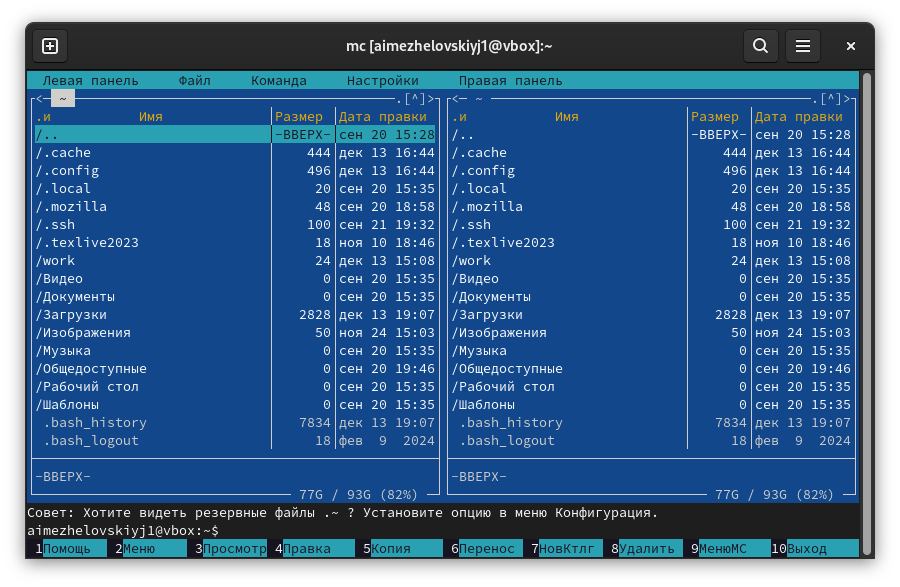 mc [aimezhelovskiyj1@vbox]:~
Левая панель Файл Команда Настройки Правая панель
<— ~ .[^]> <— ~ .[^]>
.и Имя Размер Дата правки .и Имя Размер Дата правки
/.. -ВВЕРХ- сен 20 15:28 /.. -ВВЕРХ- сен 20 15:28
/.cache 444 дек 13 16:44 /.cache 444 дек 13 16:44
/.config 496 дек 13 16:44 /.config 496 дек 13 16:44
/.local 20 сен 20 15:35 /.local 20 сен 20 15:35
/.mozilla 48 сен 20 18:58 /.mozilla 48 сен 20 18:58
/.ssh 100 сен 21 19:32 /.ssh 100 сен 21 19:32
/.texlive2023 18 ноя 10 18:46 /.texlive2023 18 ноя 10 18:46
/work 24 дек 13 15:08 /work 24 дек 13 15:08
/Видео 0 сен 20 15:35 /Видео 0 сен 20 15:35
/Документы 0 сен 20 15:35 /Документы 0 сен 20 15:35
/Загрузки 2828 дек 13 19:07 /Загрузки 2828 дек 13 19:07
/Изображения 50 ноя 24 15:03 /Изображения 50 ноя 24 15:03
/Музыка 0 сен 20 15:35 /Музыка 0 сен 20 15:35
/Общедоступные 0 сен 20 19:46 /Общедоступные 0 сен 20 19:46
/Рабочий стол 0 сен 20 15:35 /Рабочий стол 0 сен 20 15:35
/Шаблоны 0 сен 20 15:35 /Шаблоны 0 сен 20 15:35
.bash_history 7834 дек 13 19:07 .bash_history 7834 дек 13 19:07
.bash_logout 18 фев 9 2024 .bash_logout 18 фев 9 2024
-ВВЕРХ- -ВВЕРХ-
77G / 93G (82%) 77G / 93G (82%)
Совет: Хотите видеть резервные файлы .~ ? Установите опцию в меню Конфигурация.
aimezhelovskiyj1@vbox:~$
1Помощь 2Меню 3Просмотр 4Правка 5Копия 6Перенос 7НовКтлг 8Удалить 9МенюMC 10Выход